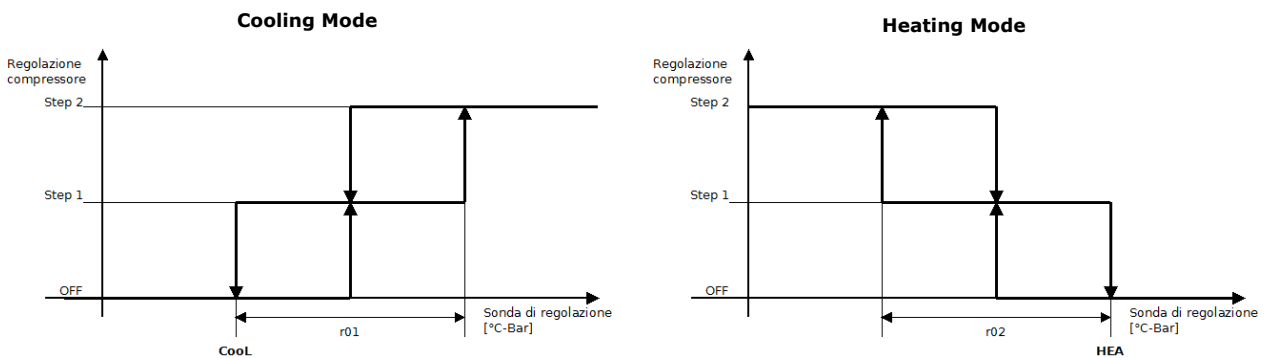 Cooling Mode
Regolazione
compressore
Step 2
Step 1
OFF
Sonda di regolazione
[°C-Bar]
r01
CooL
Heating Mode
Regolazione
compressore
Step 2
Step 1
OFF
Sonda di regolazione
[°C-Bar]
r02
HEA